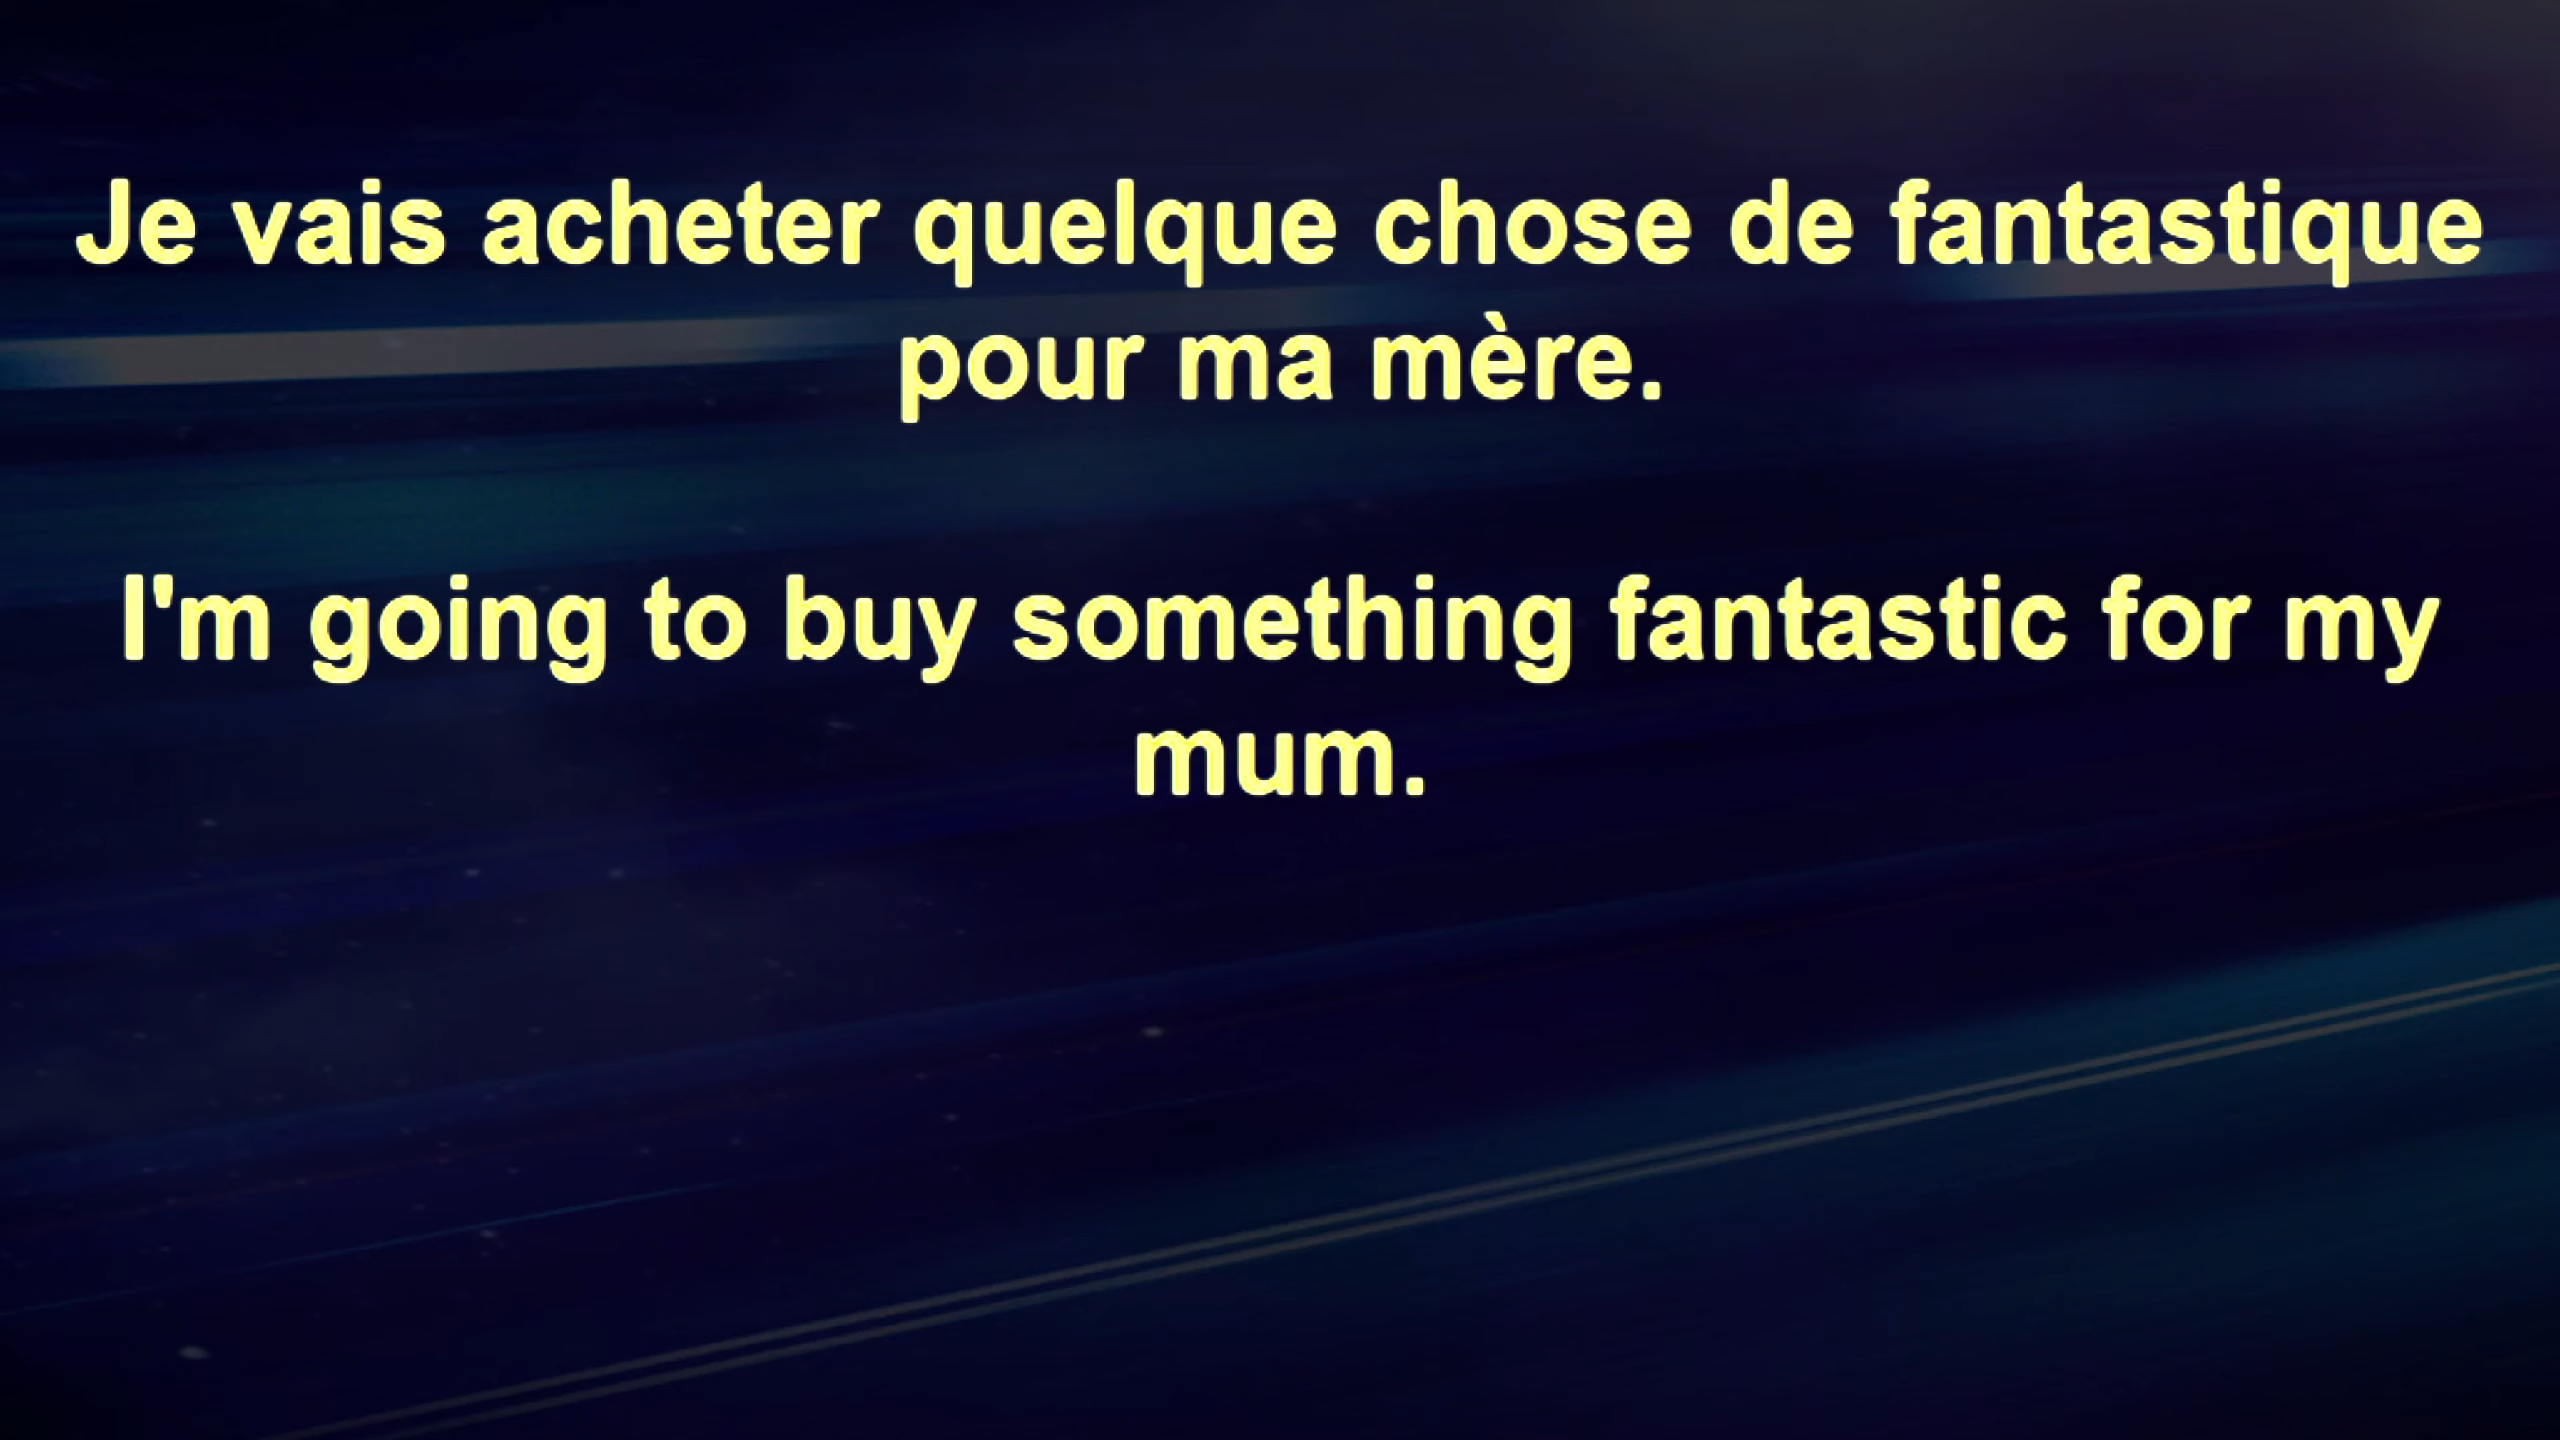 Je vais acheter quelque chose de fantastique
pour ma mère.
I'm going to buy something fantastic for my
mum.